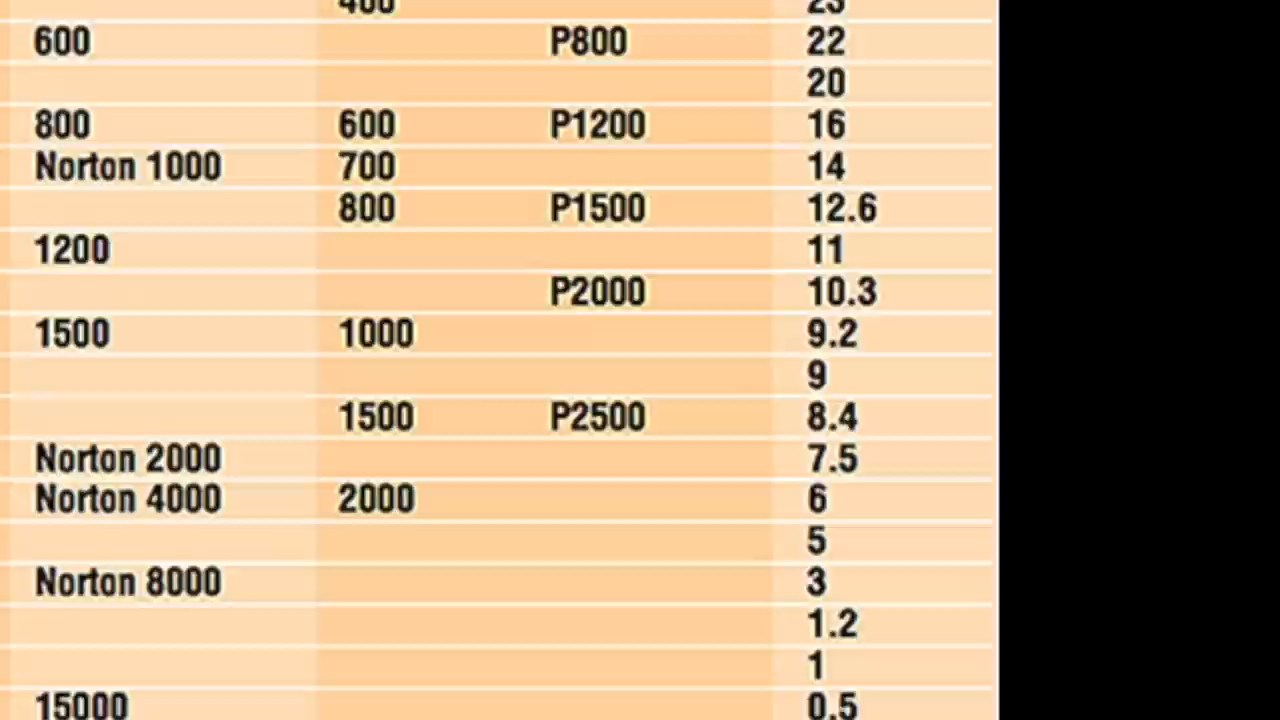 400 23
600 P800 22
20
800 600 P1200 16
Norton 1000 700 14
800 P1500 12.6
1200 11
P2000 10.3
1500 1000 9.2
9
1500 P2500 8.4
Norton 2000 7.5
Norton 4000 2000 6
5
Norton 8000 3
1.2
1
15000 0.5